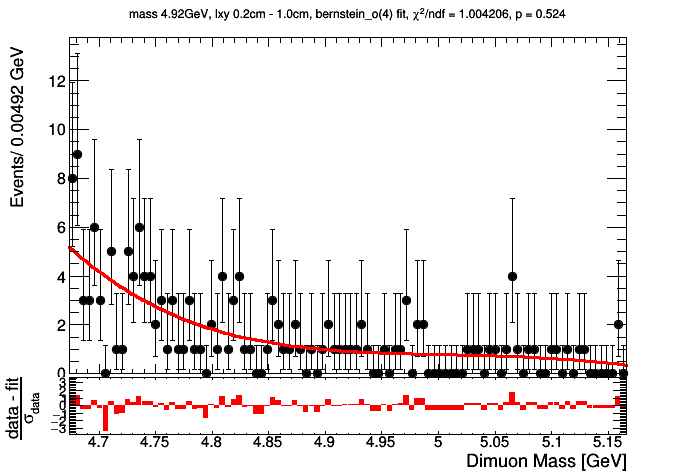 mass 4.92GeV, lxy 0.2cm - 1.0cm, bernstein_o(4) fit, χ²/ndf = 1.004206, p = 0.524
Events/ 0.00492 GeV
12
10
8
6
4
2
0
data - fit
σdata
3
2
1
0
−1
−2
−3
4.7 4.75 4.8 4.85 4.9 4.95 5 5.05 5.1 5.15
Dimuon Mass [GeV]